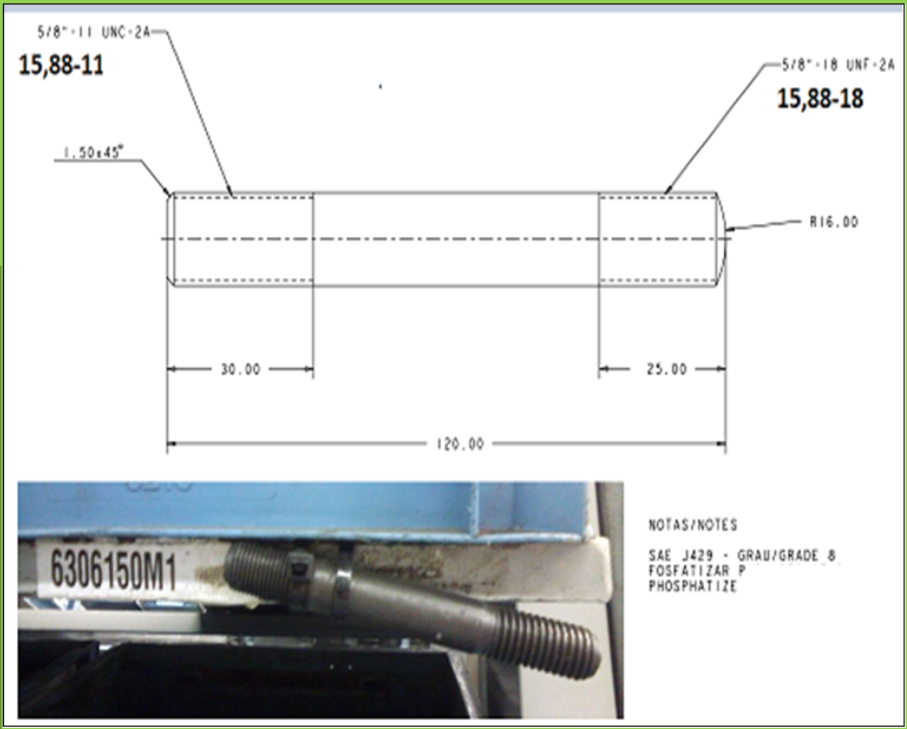 5/8"-11 UNC-2A
15,88-11
5/8"-18 UNF-2A
15,88-18
1.50x45°
R16.00
30.00
25.00
120.00
6306150M1
NOTAS/NOTES
SAE J429 - GRAU/GRADE 8
FOSFATIZAR P
PHOSPHATIZE